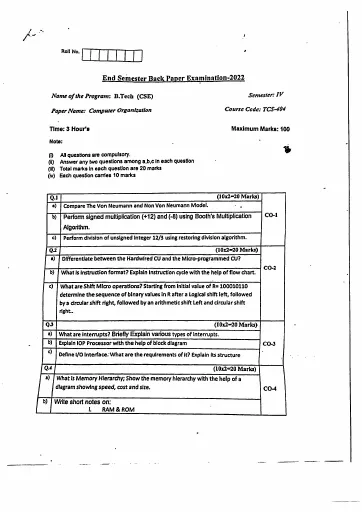 Roll No.
End Semester Back Paper Examination-2022
Name of the Program: B.Tech (CSE) Semester: IV
Paper Name: Computer Organization Course Code: TCS-404
Time: 3 Hour's Maximum Marks: 100
Note:
(i) All questions are compulsory.
(ii) Answer any two questions among a,b,c in each question
(iii) Total marks in each question are 20 marks
(iv) Each question carries 10 marks
Q.1 (10x2=20 Marks)
a) Compare The Von Neumann and Non Von Neumann Model.
CO-1
b) Perform signed multiplication (+12) and (-8) using Booth's Multiplication
Algorithm.
c) Perform division of unsigned integer 12/3 using restoring division algorithm.
Q.2 (10x2=20 Marks)
a) Differentiate between the Hardwired CU and the Micro-programmed CU?
CO-2
b) What is instruction format? Explain Instruction cycle with the help of flow chart.
c) What are Shift Micro operations? Starting from initial value of R= 100010110
determine the sequence of binary values in R after a Logical shift left, followed
by a circular shift right, followed by an arithmetic shift Left and circular shift
right..
Q.3 (10x2=20 Marks)
a) What are interrupts? Briefly Explain various types of interrupts.
b) Explain IOP Processor with the help of block diagram
CO-3
c) Define I/O Interface. What are the requirements of it? Explain its structure
Q.4 (10x2=20 Marks)
a) What is Memory Hierarchy; Show the memory hierarchy with the help of a
diagram showing speed, cost and size.
CO-4
b) Write short notes on:
I. RAM & ROM